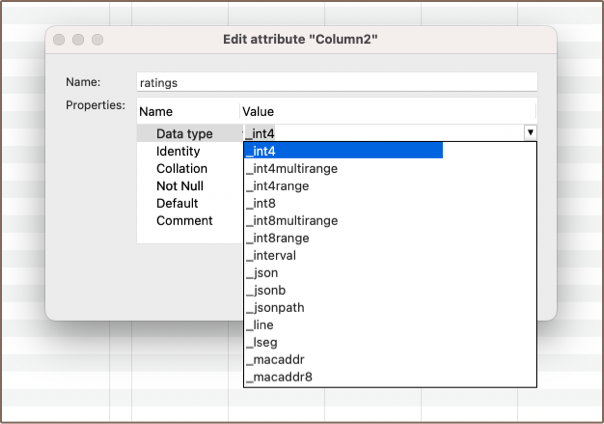 Edit attribute "Column2"
Name: ratings
Properties: Name Value
Data type _int4
Identity _int4
Collation _int4multirange
Not Null _int4range
Default _int8
Comment _int8multirange
_int8range
_interval
_json
_jsonb
_jsonpath
_line
_lseg
_macaddr
_macaddr8